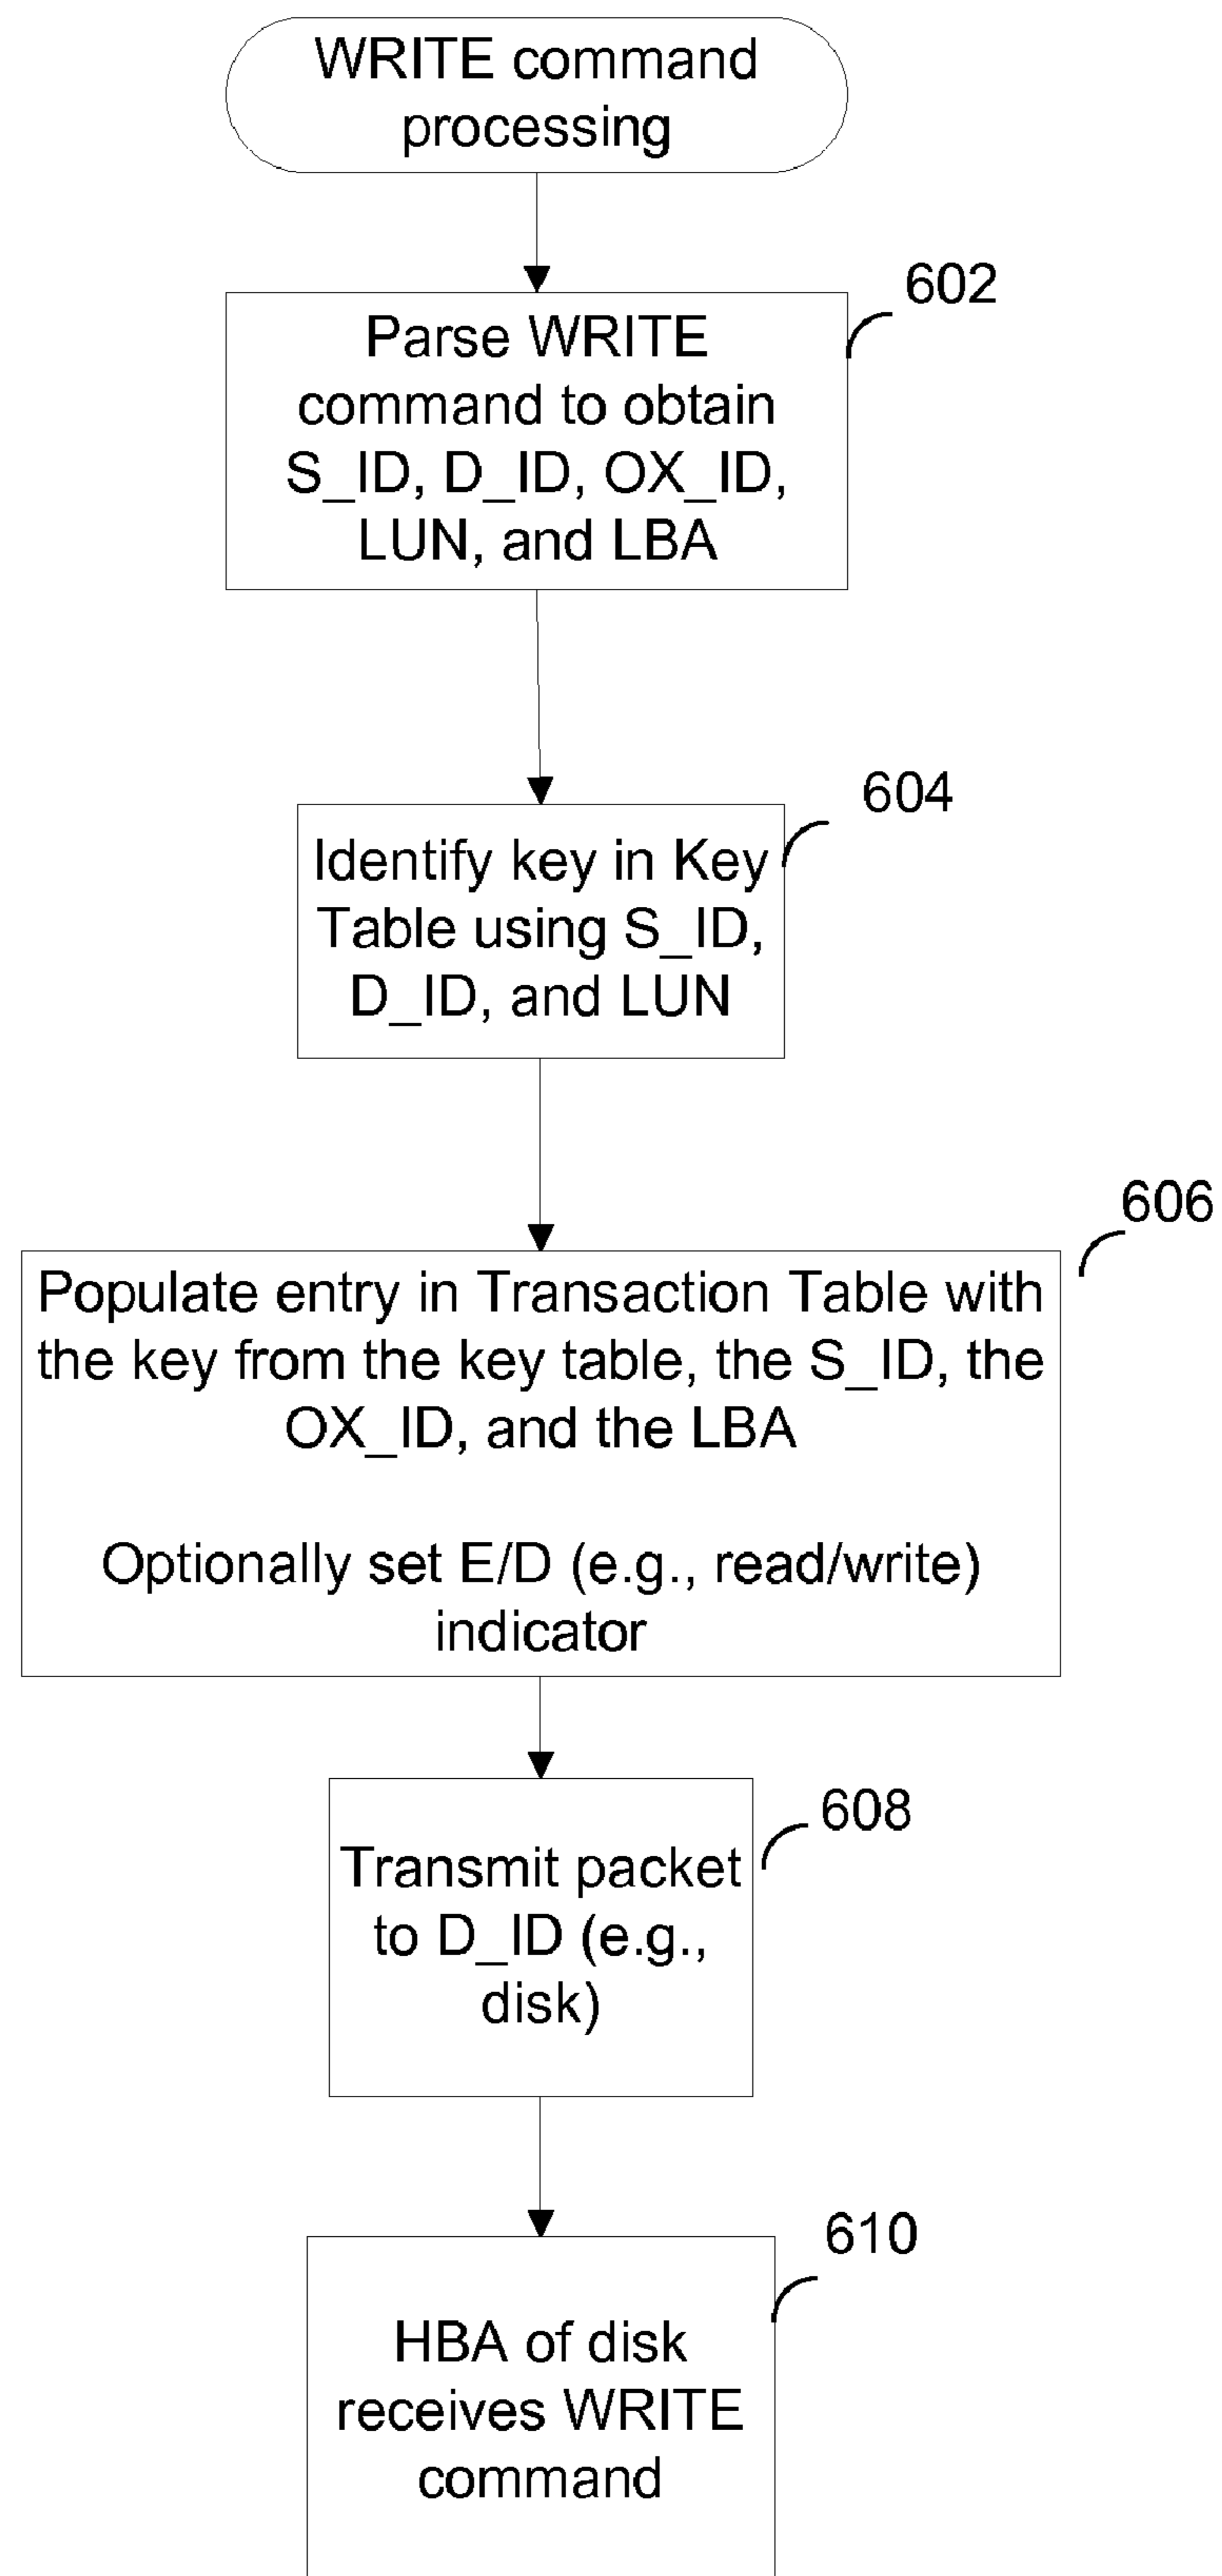 WRITE command
processing
602
Parse WRITE
command to obtain
S_ID, D_ID, OX_ID,
LUN, and LBA
604
Identify key in Key
Table using S_ID,
D_ID, and LUN
606
Populate entry in Transaction Table with
the key from the key table, the S_ID, the
OX_ID, and the LBA
Optionally set E/D (e.g., read/write)
indicator
608
Transmit packet
to D_ID (e.g.,
disk)
610
HBA of disk
receives WRITE
command